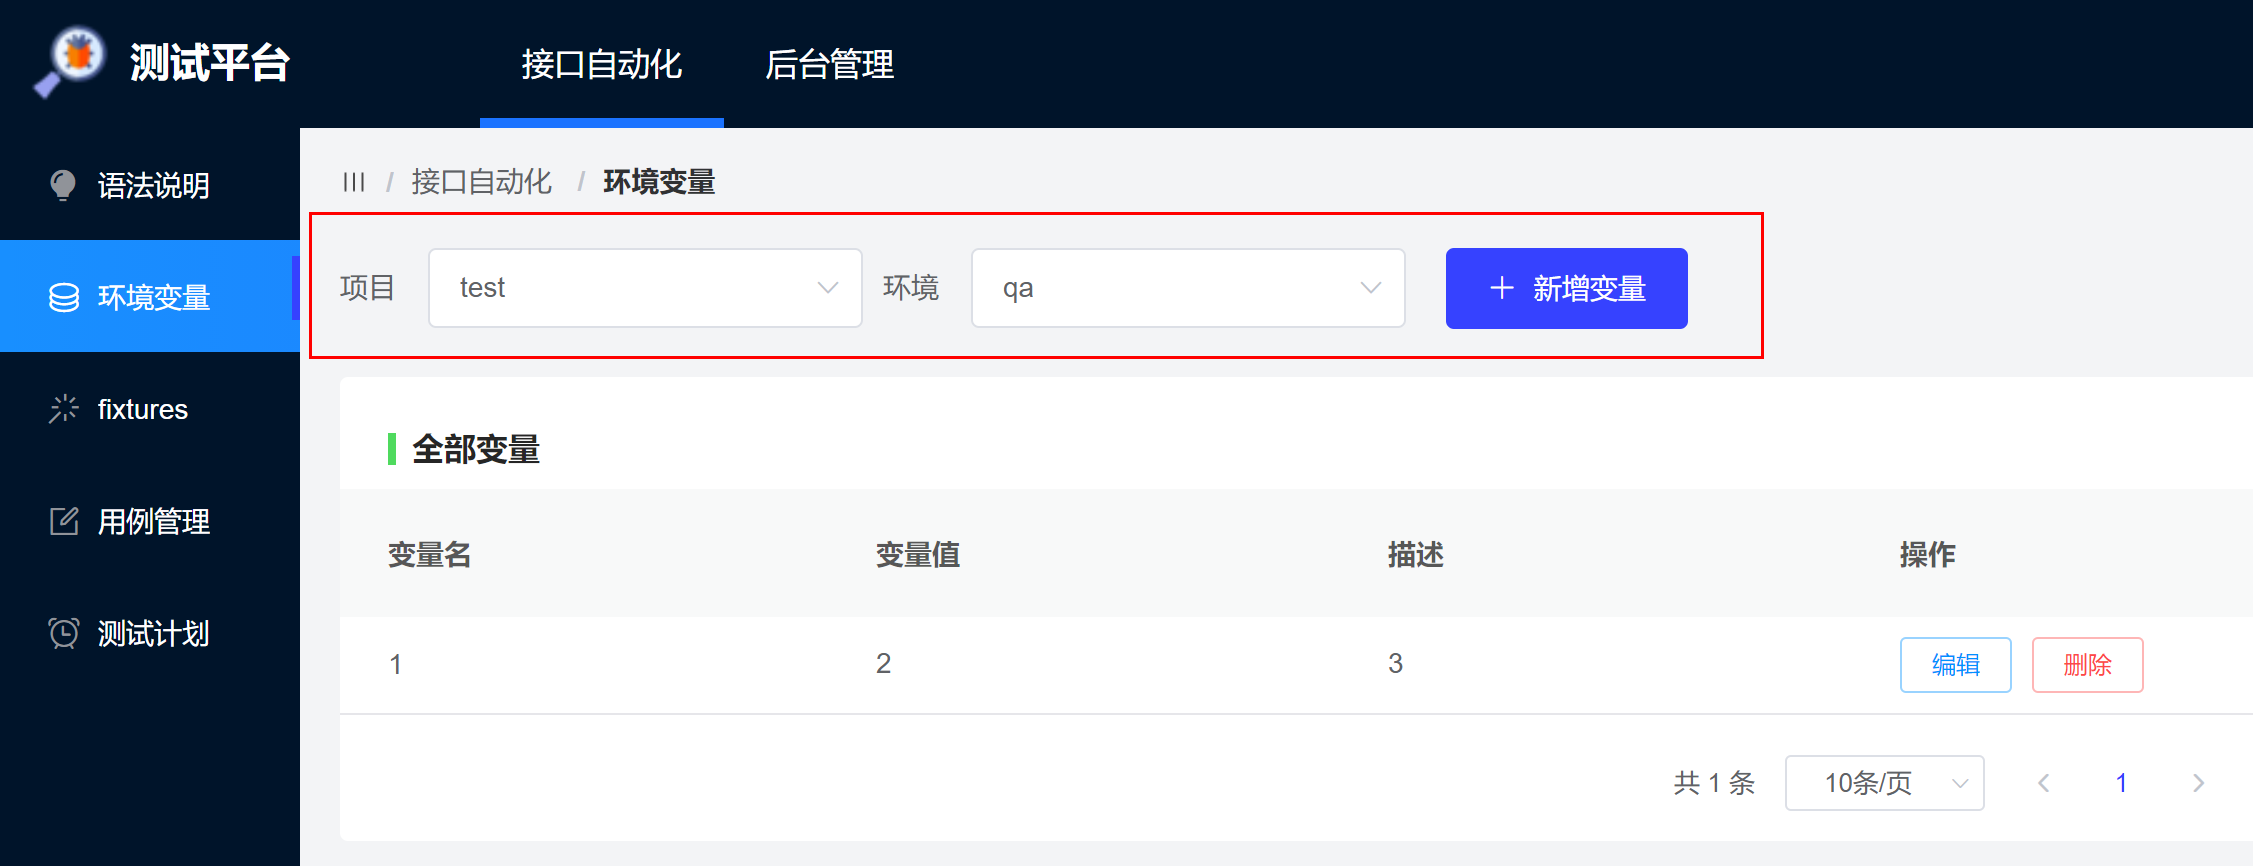 测试平台
接口自动化 后台管理
语法说明
环境变量
fixtures
用例管理
测试计划
/ 接口自动化 / 环境变量
项目 test 环境 qa + 新增变量
全部变量
变量名 变量值 描述 操作
1 2 3 编辑 删除
共 1 条 10条/页 < 1 >